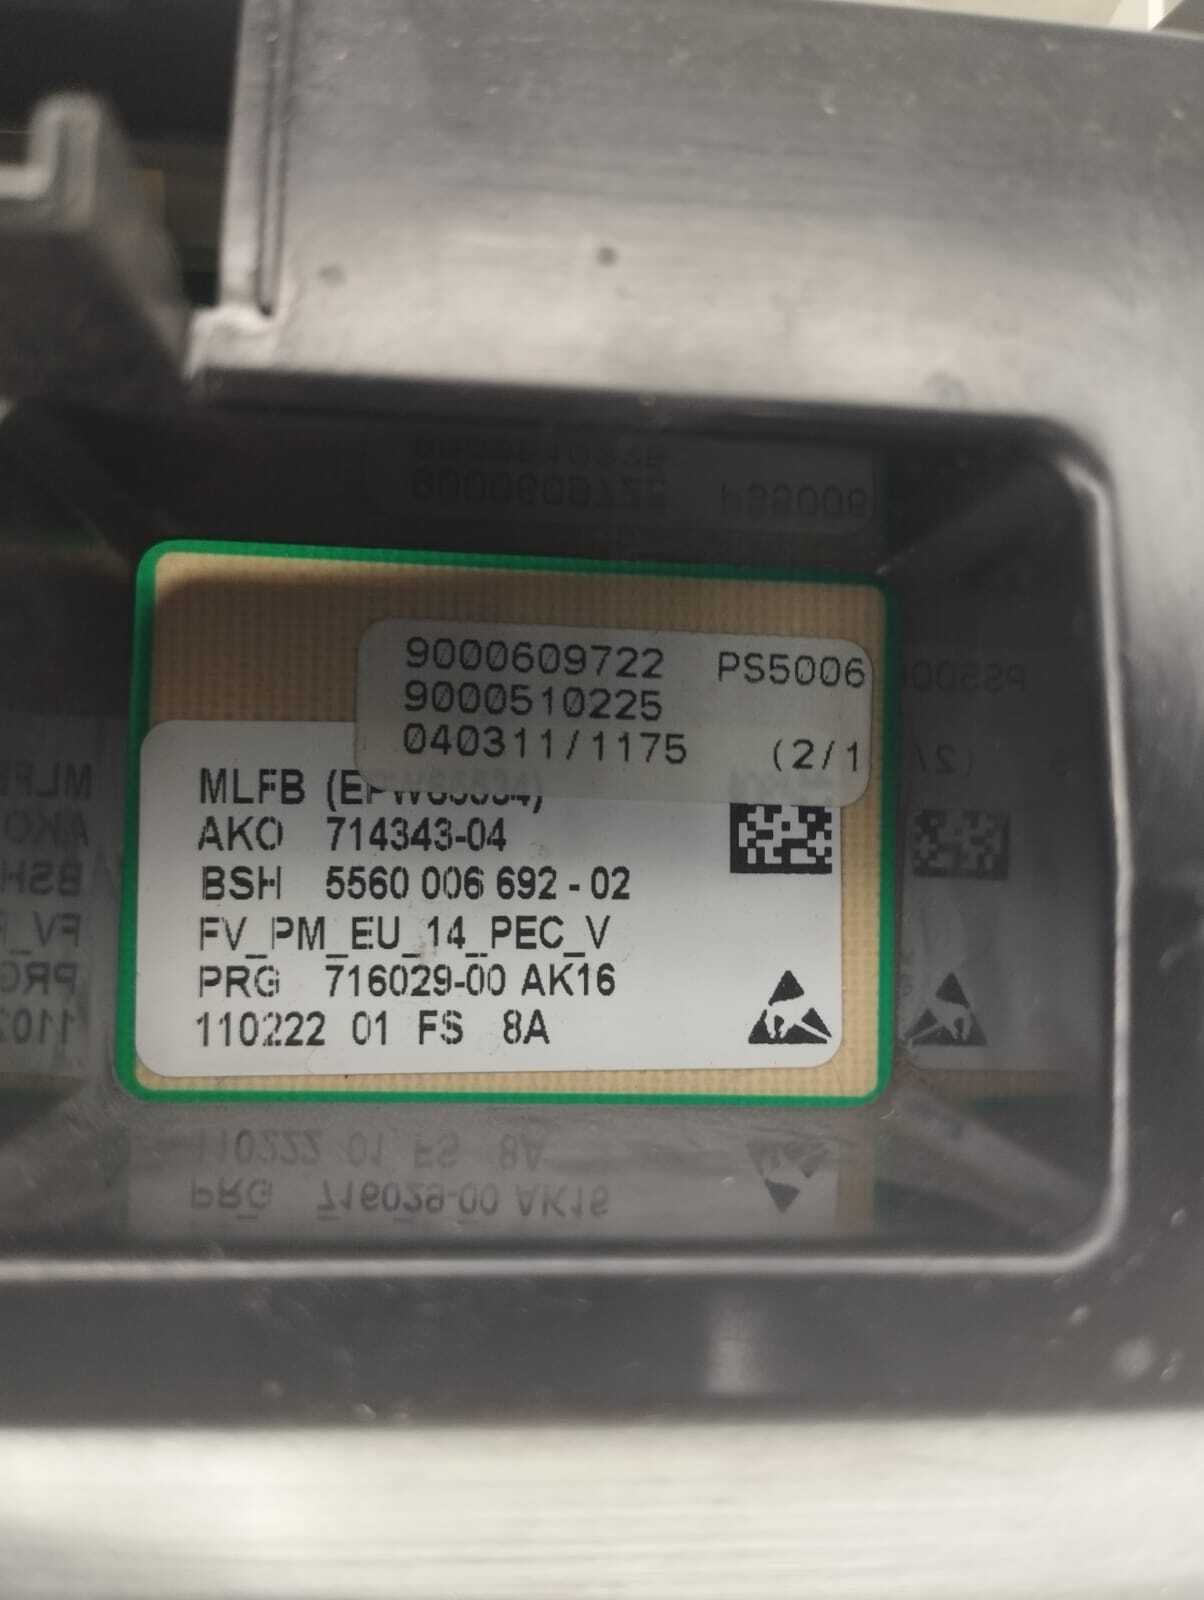 9000609722 PS5006
9000510225
040311/1175 (2/1
MLFB
AKO 714343-04
BSH 5560 006 692 - 02
FV_PM_EU_14_PEC_V
PRG 716029-00 AK16
110222 01 FS 8A